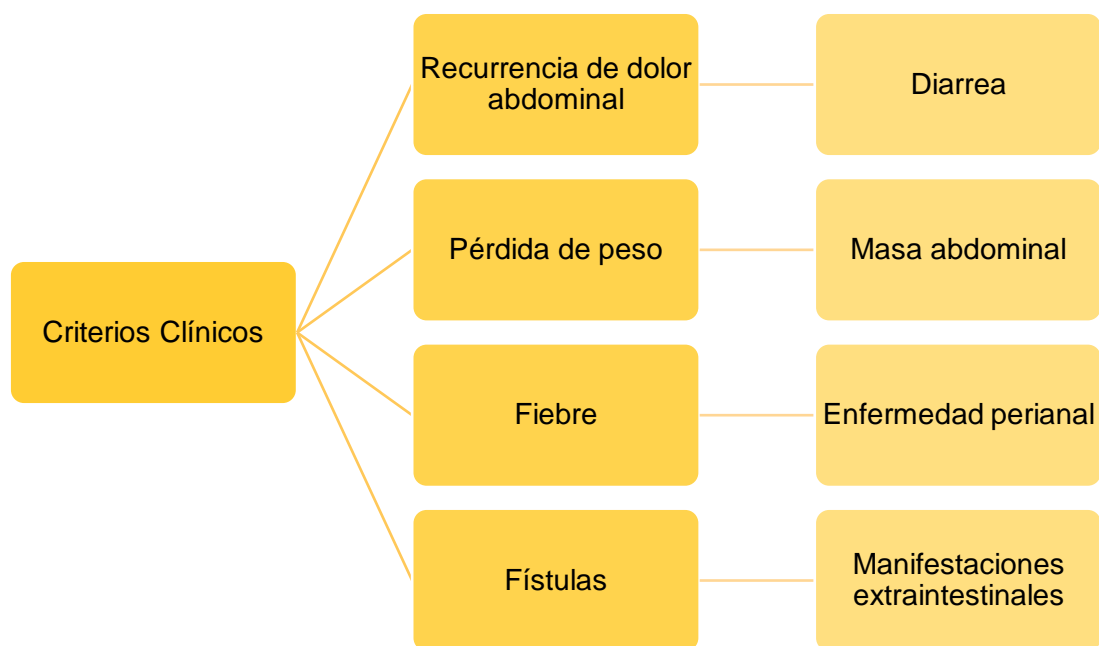 Criterios Clínicos
Recurrencia de dolor
abdominal
Diarrea
Pérdida de peso
Masa abdominal
Fiebre
Enfermedad perianal
Fístulas
Manifestaciones
extraintestinales